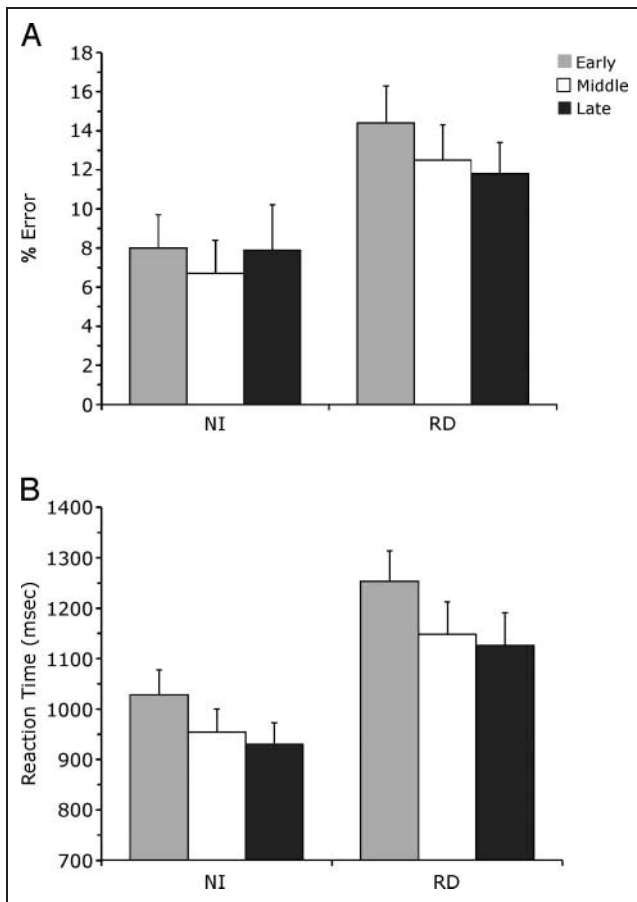 A
18
16
14
12
10
8
6
4
2
0
% Error
NI
RD
Early
Middle
Late
B
1400
1300
1200
1100
1000
900
800
700
Reaction Time (msec)
NI
RD